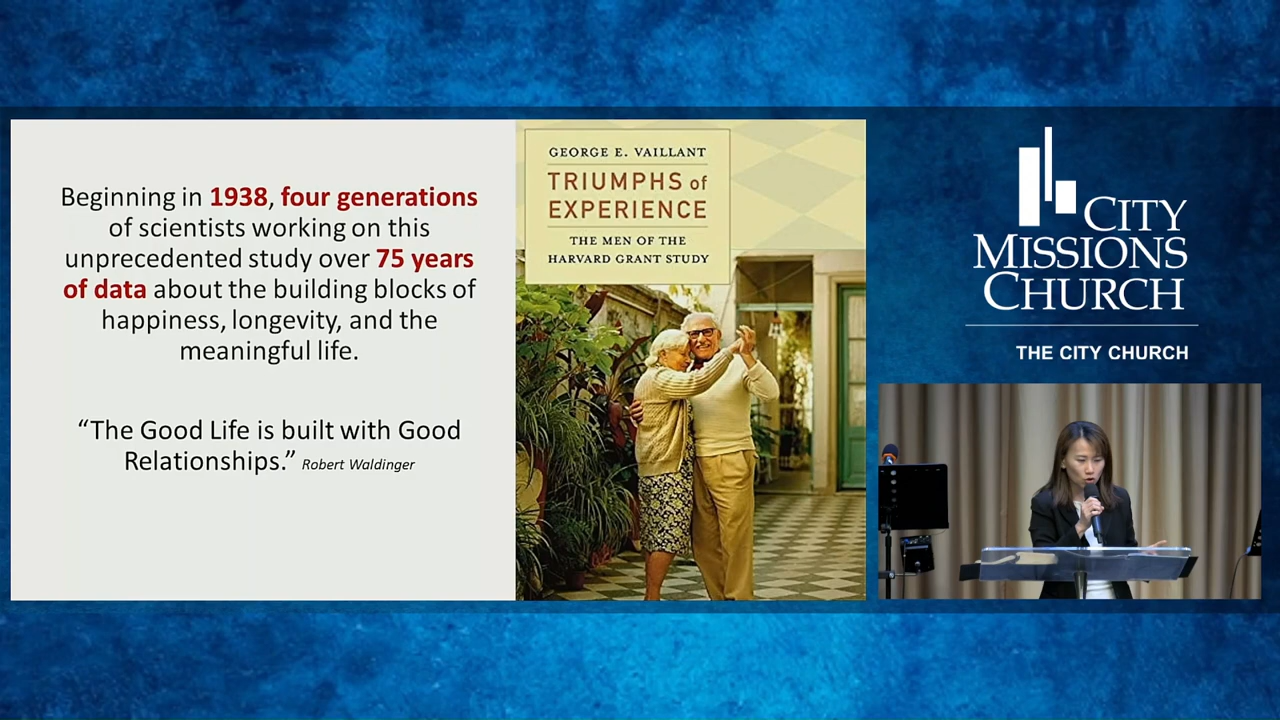 Beginning in 1938, four generations
of scientists working on this
unprecedented study over 75 years
of data about the building blocks of
happiness, longevity, and the
meaningful life.
“The Good Life is built with Good
Relationships.” Robert Waldinger
GEORGE E. VAILLANT
TRIUMPHS of
EXPERIENCE
THE MEN OF THE
HARVARD GRANT STUDY
CITY
MISSIONS
CHURCH
THE CITY CHURCH